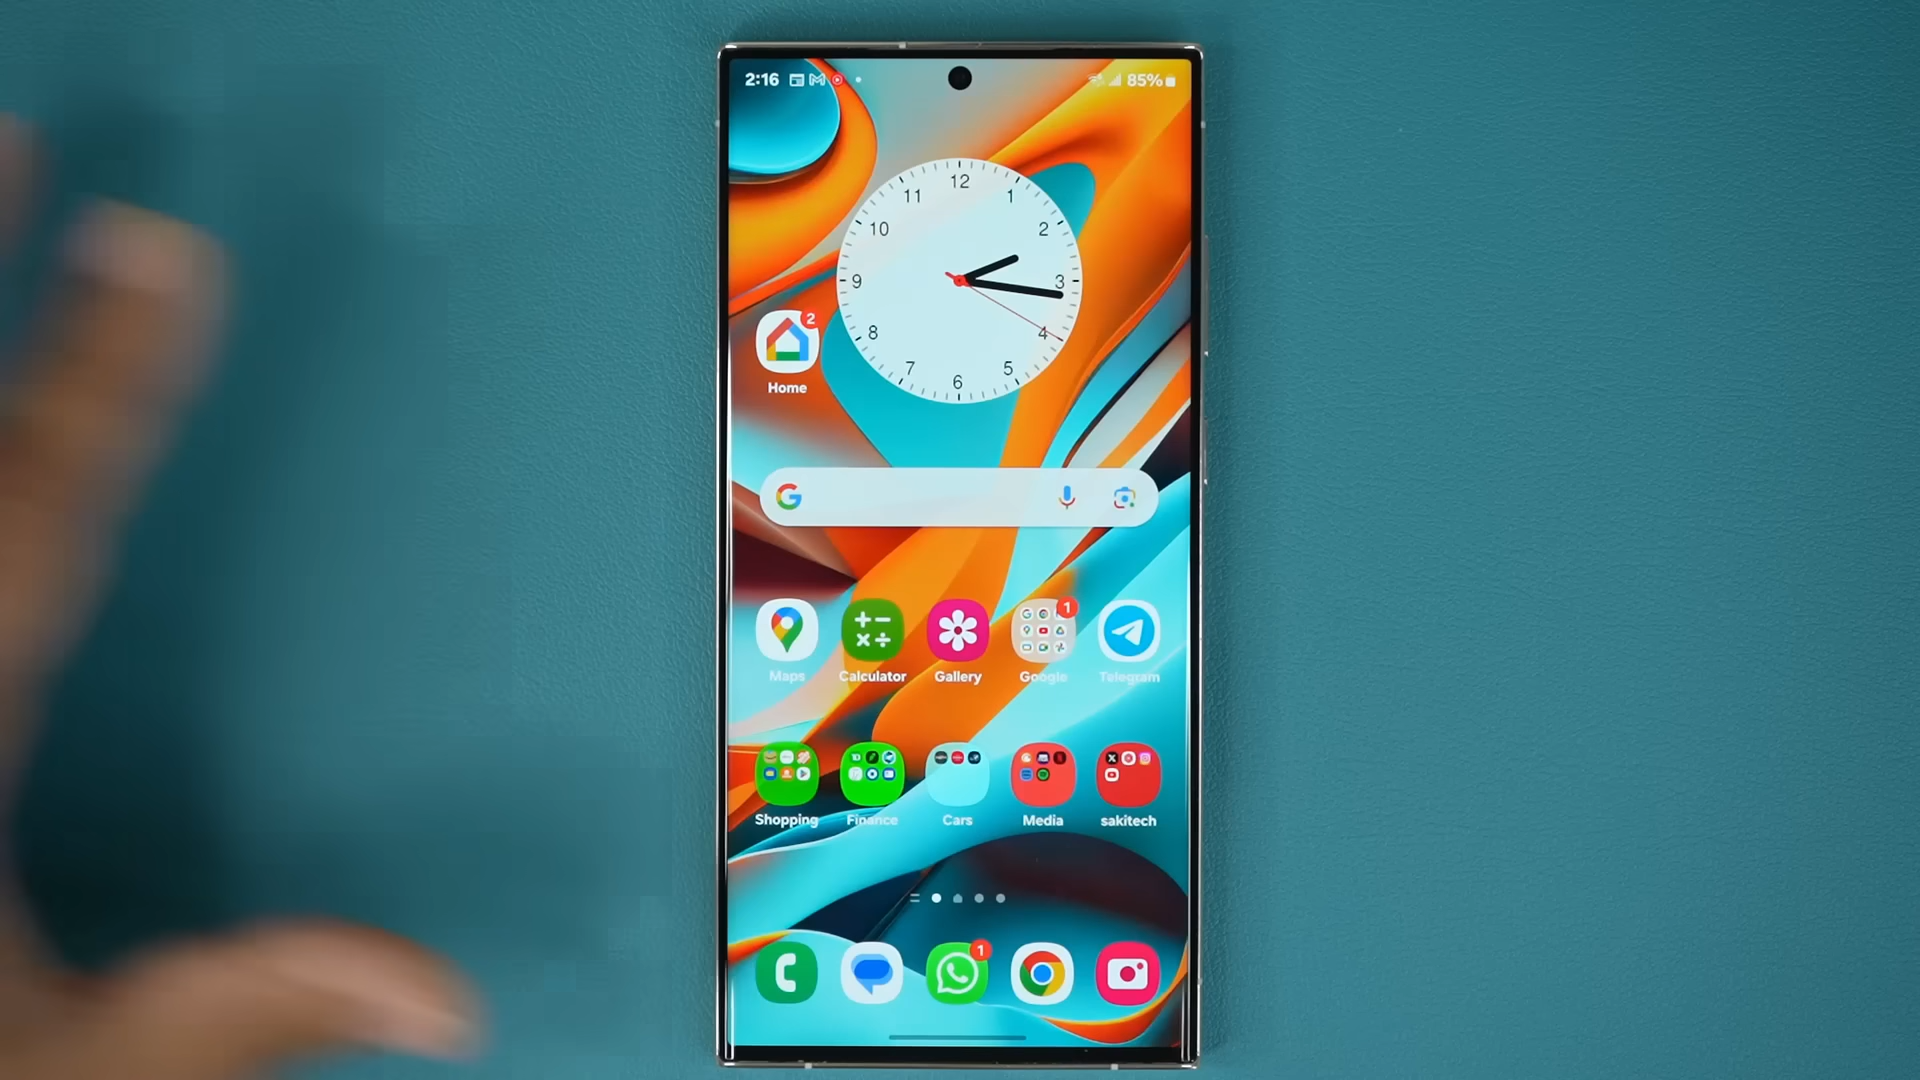 2:16 85%
12
11 1
10 2
9 3
8 4
7 5
6
2
Home
G
1
Maps Calculator Gallery Google Telegram
Shopping Finance Cars Media sakitech
1